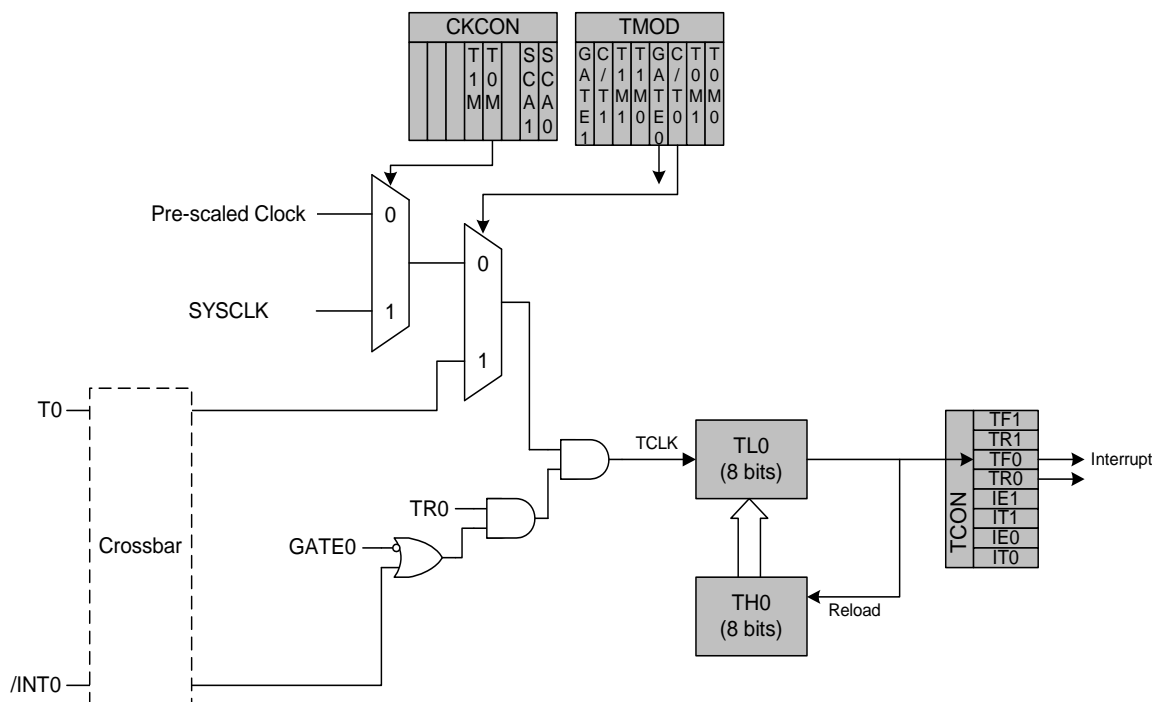 CKCON
T1M
T0M
SCA1
SCA0
TMOD
GATE1
C/T1
T1M1
T1M0
GATE0
C/T0
T0M1
T0M0
Pre-scaled Clock
0
1
SYSCLK
0
1
T0
Crossbar
/INT0
TR0
GATE0
TCLK
TL0
(8 bits)
TH0
(8 bits)
Reload
TCON
TF1
TR1
TF0
TR0
IE1
IT1
IE0
IT0
Interrupt